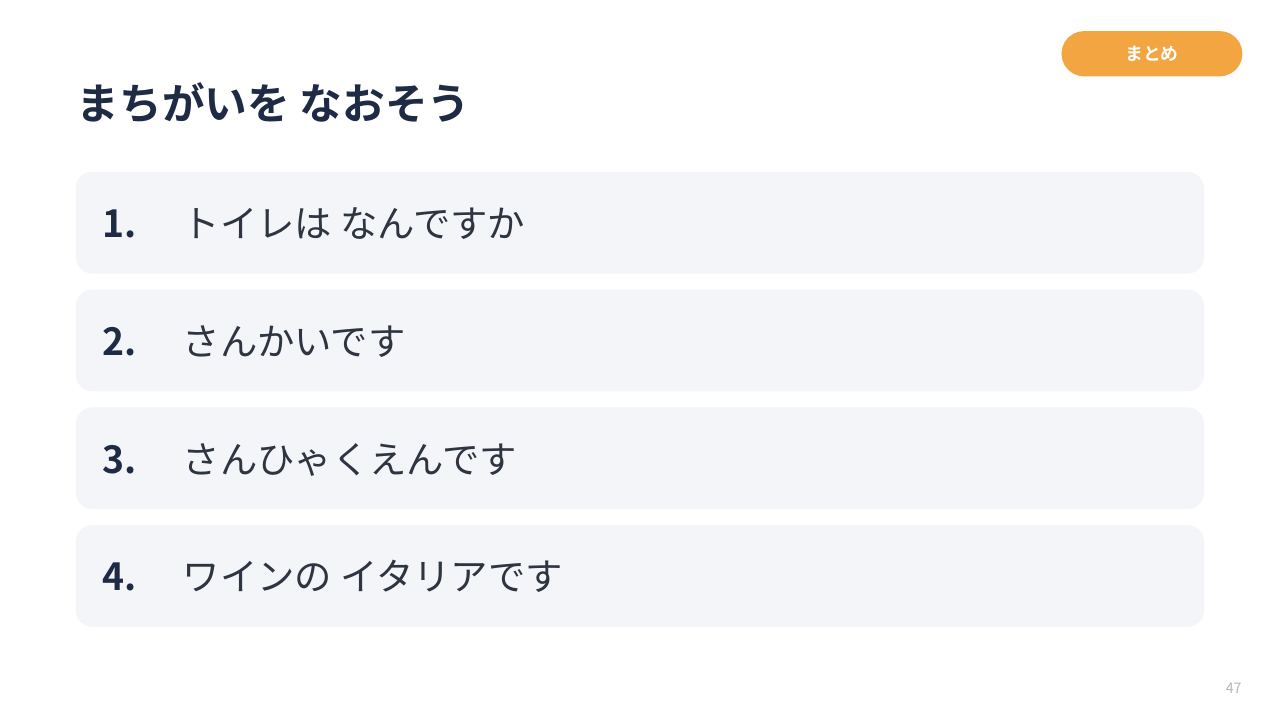 まとめ
まちがいを なおそう
1. トイレは なんですか
2. さんかいです
3. さんひゃくえんです
4. ワインの イタリアです
47